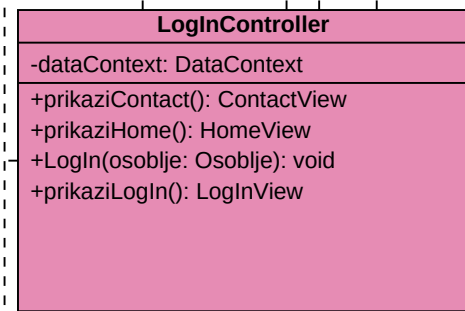 LogInController
-dataContext: DataContext
+prikaziContact(): ContactView
+prikaziHome(): HomeView
+LogIn(osoblje: Osoblje): void
+prikaziLogIn(): LogInView